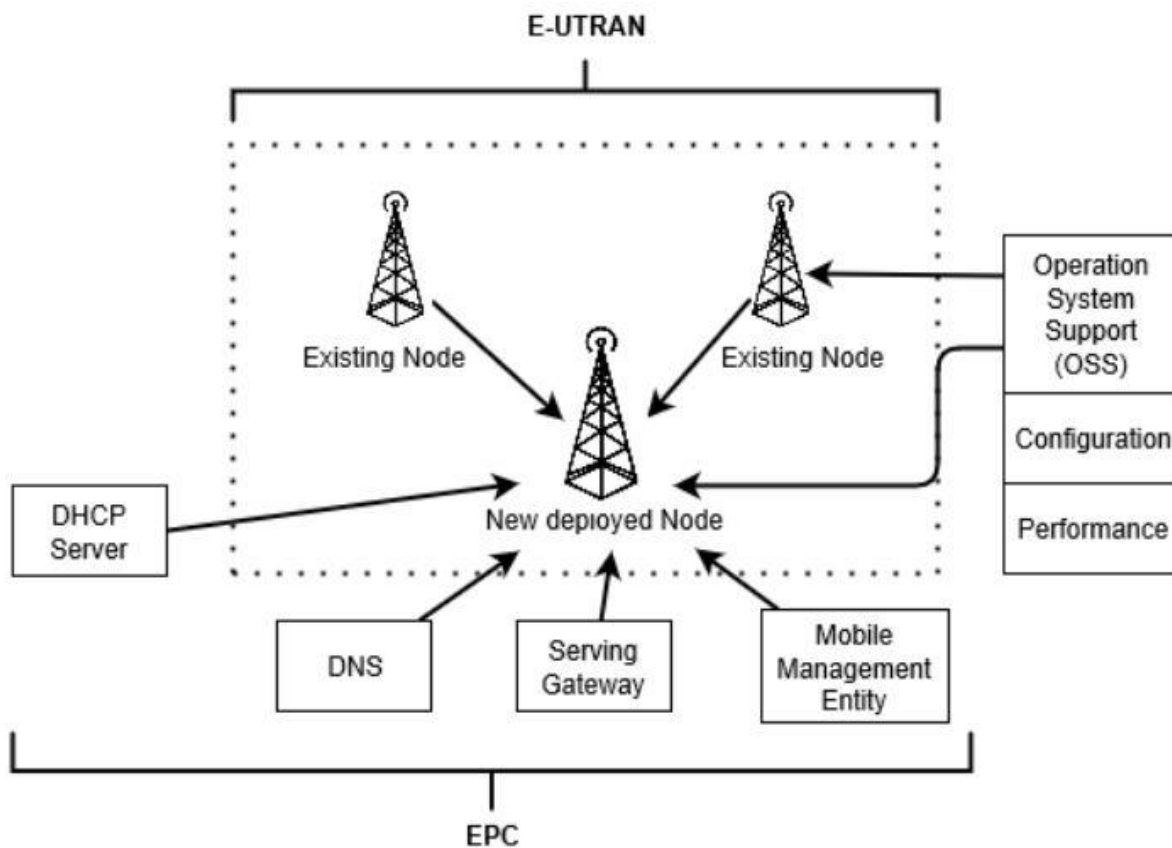 E-UTRAN
Existing Node
Existing Node
Operation
System
Support
(OSS)
Configuration
Performance
New deployed Node
DHCP
Server
DNS
Serving
Gateway
Mobile
Management
Entity
EPC